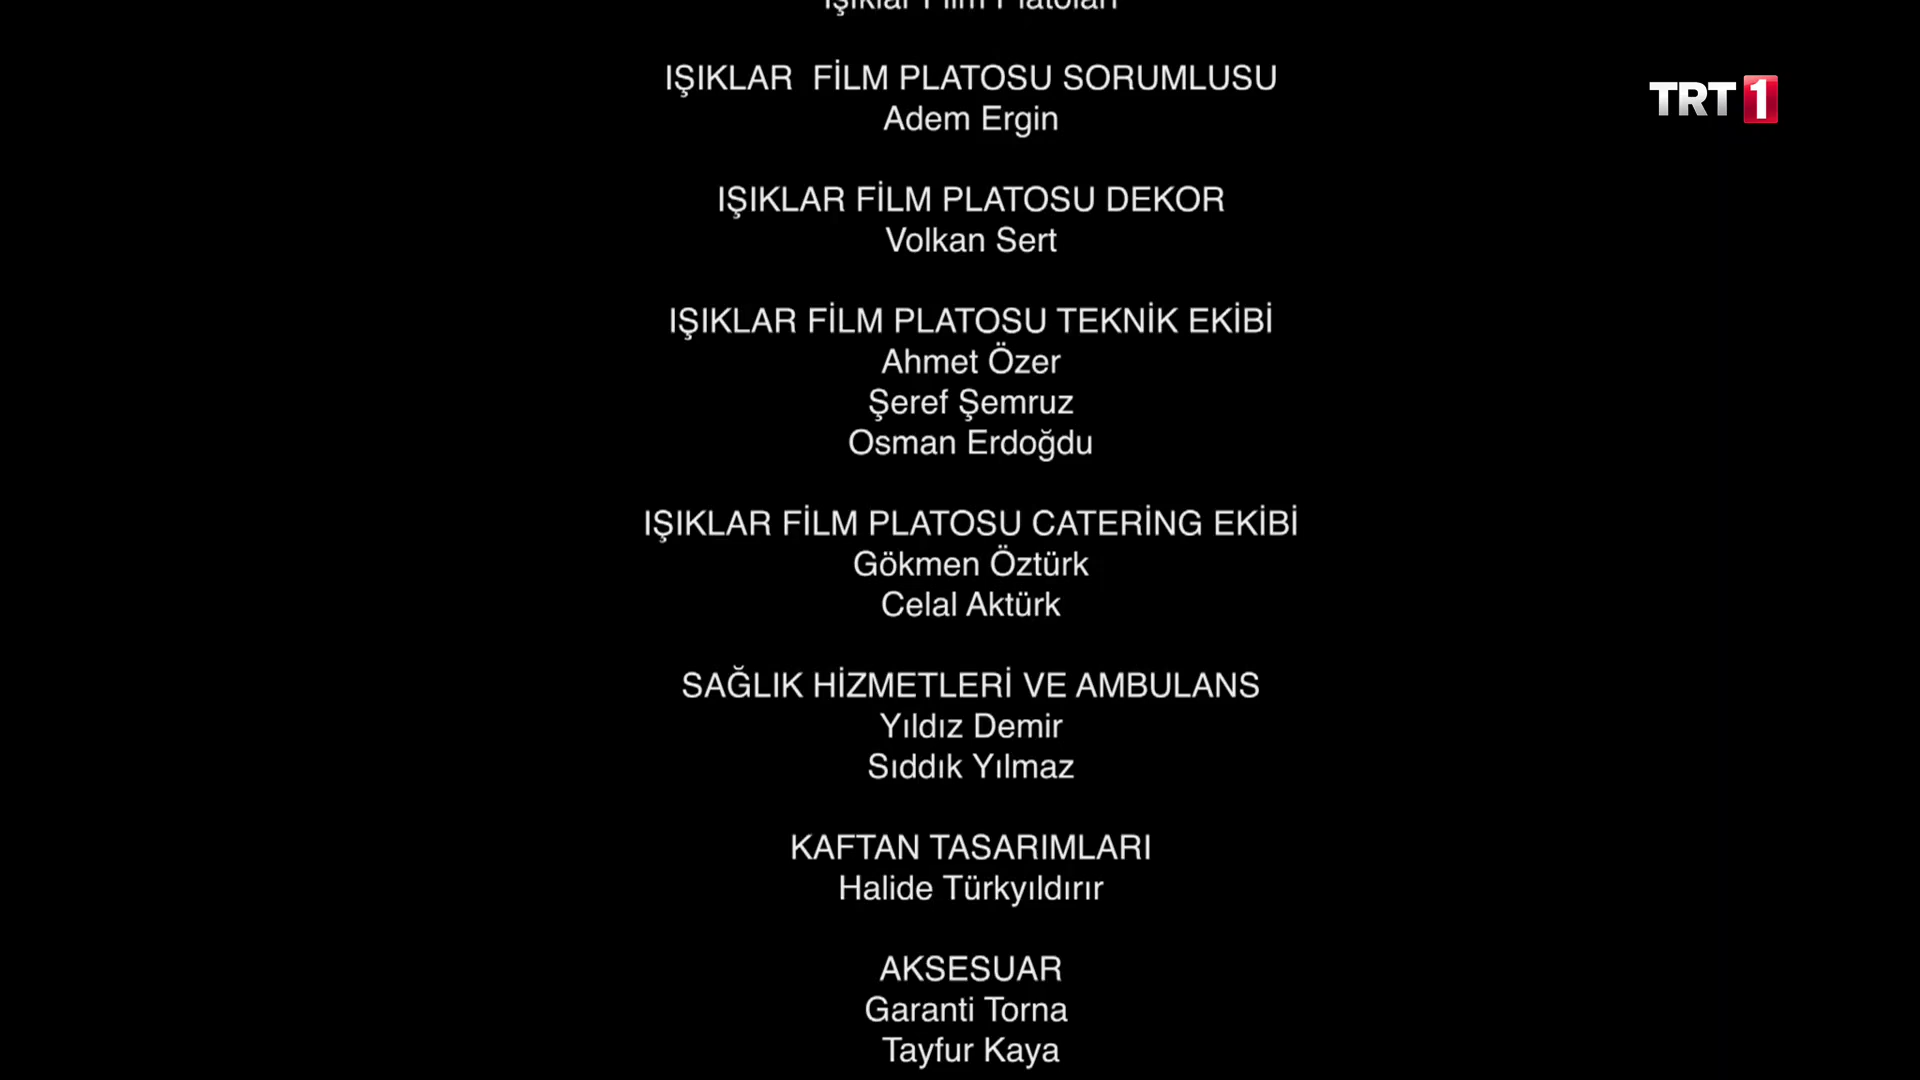 Işıklar Film Platoları
IŞIKLAR  FİLM PLATOSU SORUMLUSU
Adem Ergin
TRT 1
IŞIKLAR FİLM PLATOSU DEKOR
Volkan Sert
IŞIKLAR FİLM PLATOSU TEKNİK EKİBİ
Ahmet Özer
Şeref Şemruz
Osman Erdoğdu
IŞIKLAR FİLM PLATOSU CATERİNG EKİBİ
Gökmen Öztürk
Celal Aktürk
SAĞLIK HİZMETLERİ VE AMBULANS
Yıldız Demir
Sıddık Yılmaz
KAFTAN TASARIMLARI
Halide Türkyıldırır
AKSESUAR
Garanti Torna
Tayfur Kaya